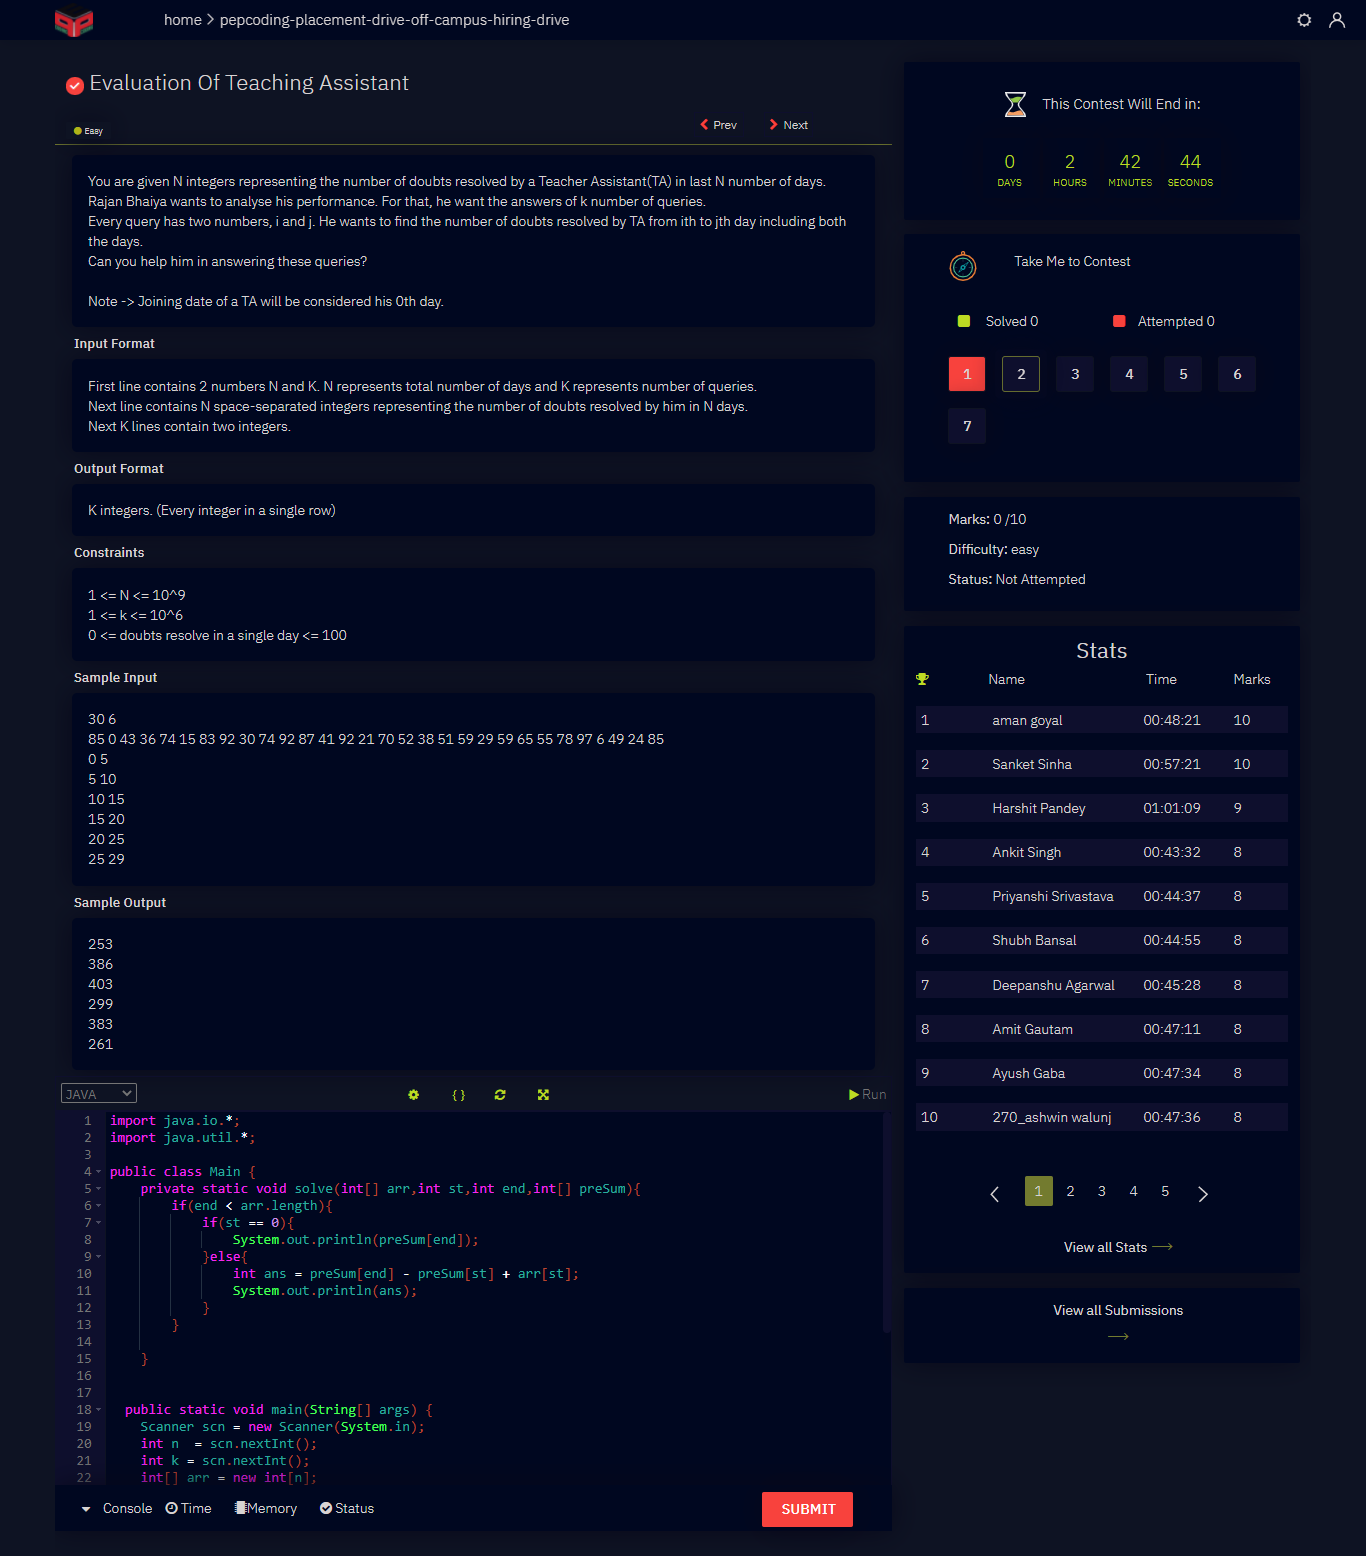 home > pepcoding-placement-drive-off-campus-hiring-drive
Evaluation Of Teaching Assistant
Easy
Prev
Next
You are given N integers representing the number of doubts resolved by a Teacher Assistant(TA) in last N number of days.
Rajan Bhaiya wants to analyse his performance. For that, he want the answers of k number of queries.
Every query has two numbers, i and j. He wants to find the number of doubts resolved by TA from ith to jth day including both
the days.
Can you help him in answering these queries?
Note -> Joining date of a TA will be considered his 0th day.
Input Format
First line contains 2 numbers N and K. N represents total number of days and K represents number of queries.
Next line contains N space-separated integers representing the number of doubts resolved by him in N days.
Next K lines contain two integers.
Output Format
K integers. (Every integer in a single row)
Constraints
1 <= N <= 10^9
1 <= k <= 10^6
0 <= doubts resolve in a single day <= 100
Sample Input
30 6
85 0 43 36 74 15 83 92 30 74 92 87 41 92 21 70 52 38 51 59 29 59 65 55 78 97 6 49 24 85
0 5
5 10
10 15
15 20
20 25
25 29
Sample Output
253
386
403
299
383
261
JAVA
{ }
Run
1 import java.io.*;
2 import java.util.*;
3
4 public class Main {
5 private static void solve(int[] arr,int st,int end,int[] preSum){
6 if(end < arr.length){
7 if(st == 0){
8 System.out.println(preSum[end]);
9 }else{
10 int ans = preSum[end] - preSum[st] + arr[st];
11 System.out.println(ans);
12 }
13 }
14
15 }
16
17
18 public static void main(String[] args) {
19 Scanner scn = new Scanner(System.in);
20 int n  = scn.nextInt();
21 int k = scn.nextInt();
22 int[] arr = new int[n];
Console Time Memory Status
SUBMIT
This Contest Will End in:
0 2 42 44
DAYS HOURS MINUTES SECONDS
Take Me to Contest
Solved 0 Attempted 0
1 2 3 4 5 6
7
Marks: 0 /10
Difficulty: easy
Status: Not Attempted
Stats
Name Time Marks
1 aman goyal 00:48:21 10
2 Sanket Sinha 00:57:21 10
3 Harshit Pandey 01:01:09 9
4 Ankit Singh 00:43:32 8
5 Priyanshi Srivastava 00:44:37 8
6 Shubh Bansal 00:44:55 8
7 Deepanshu Agarwal 00:45:28 8
8 Amit Gautam 00:47:11 8
9 Ayush Gaba 00:47:34 8
10 270_ashwin walunj 00:47:36 8
1 2 3 4 5
View all Stats
View all Submissions